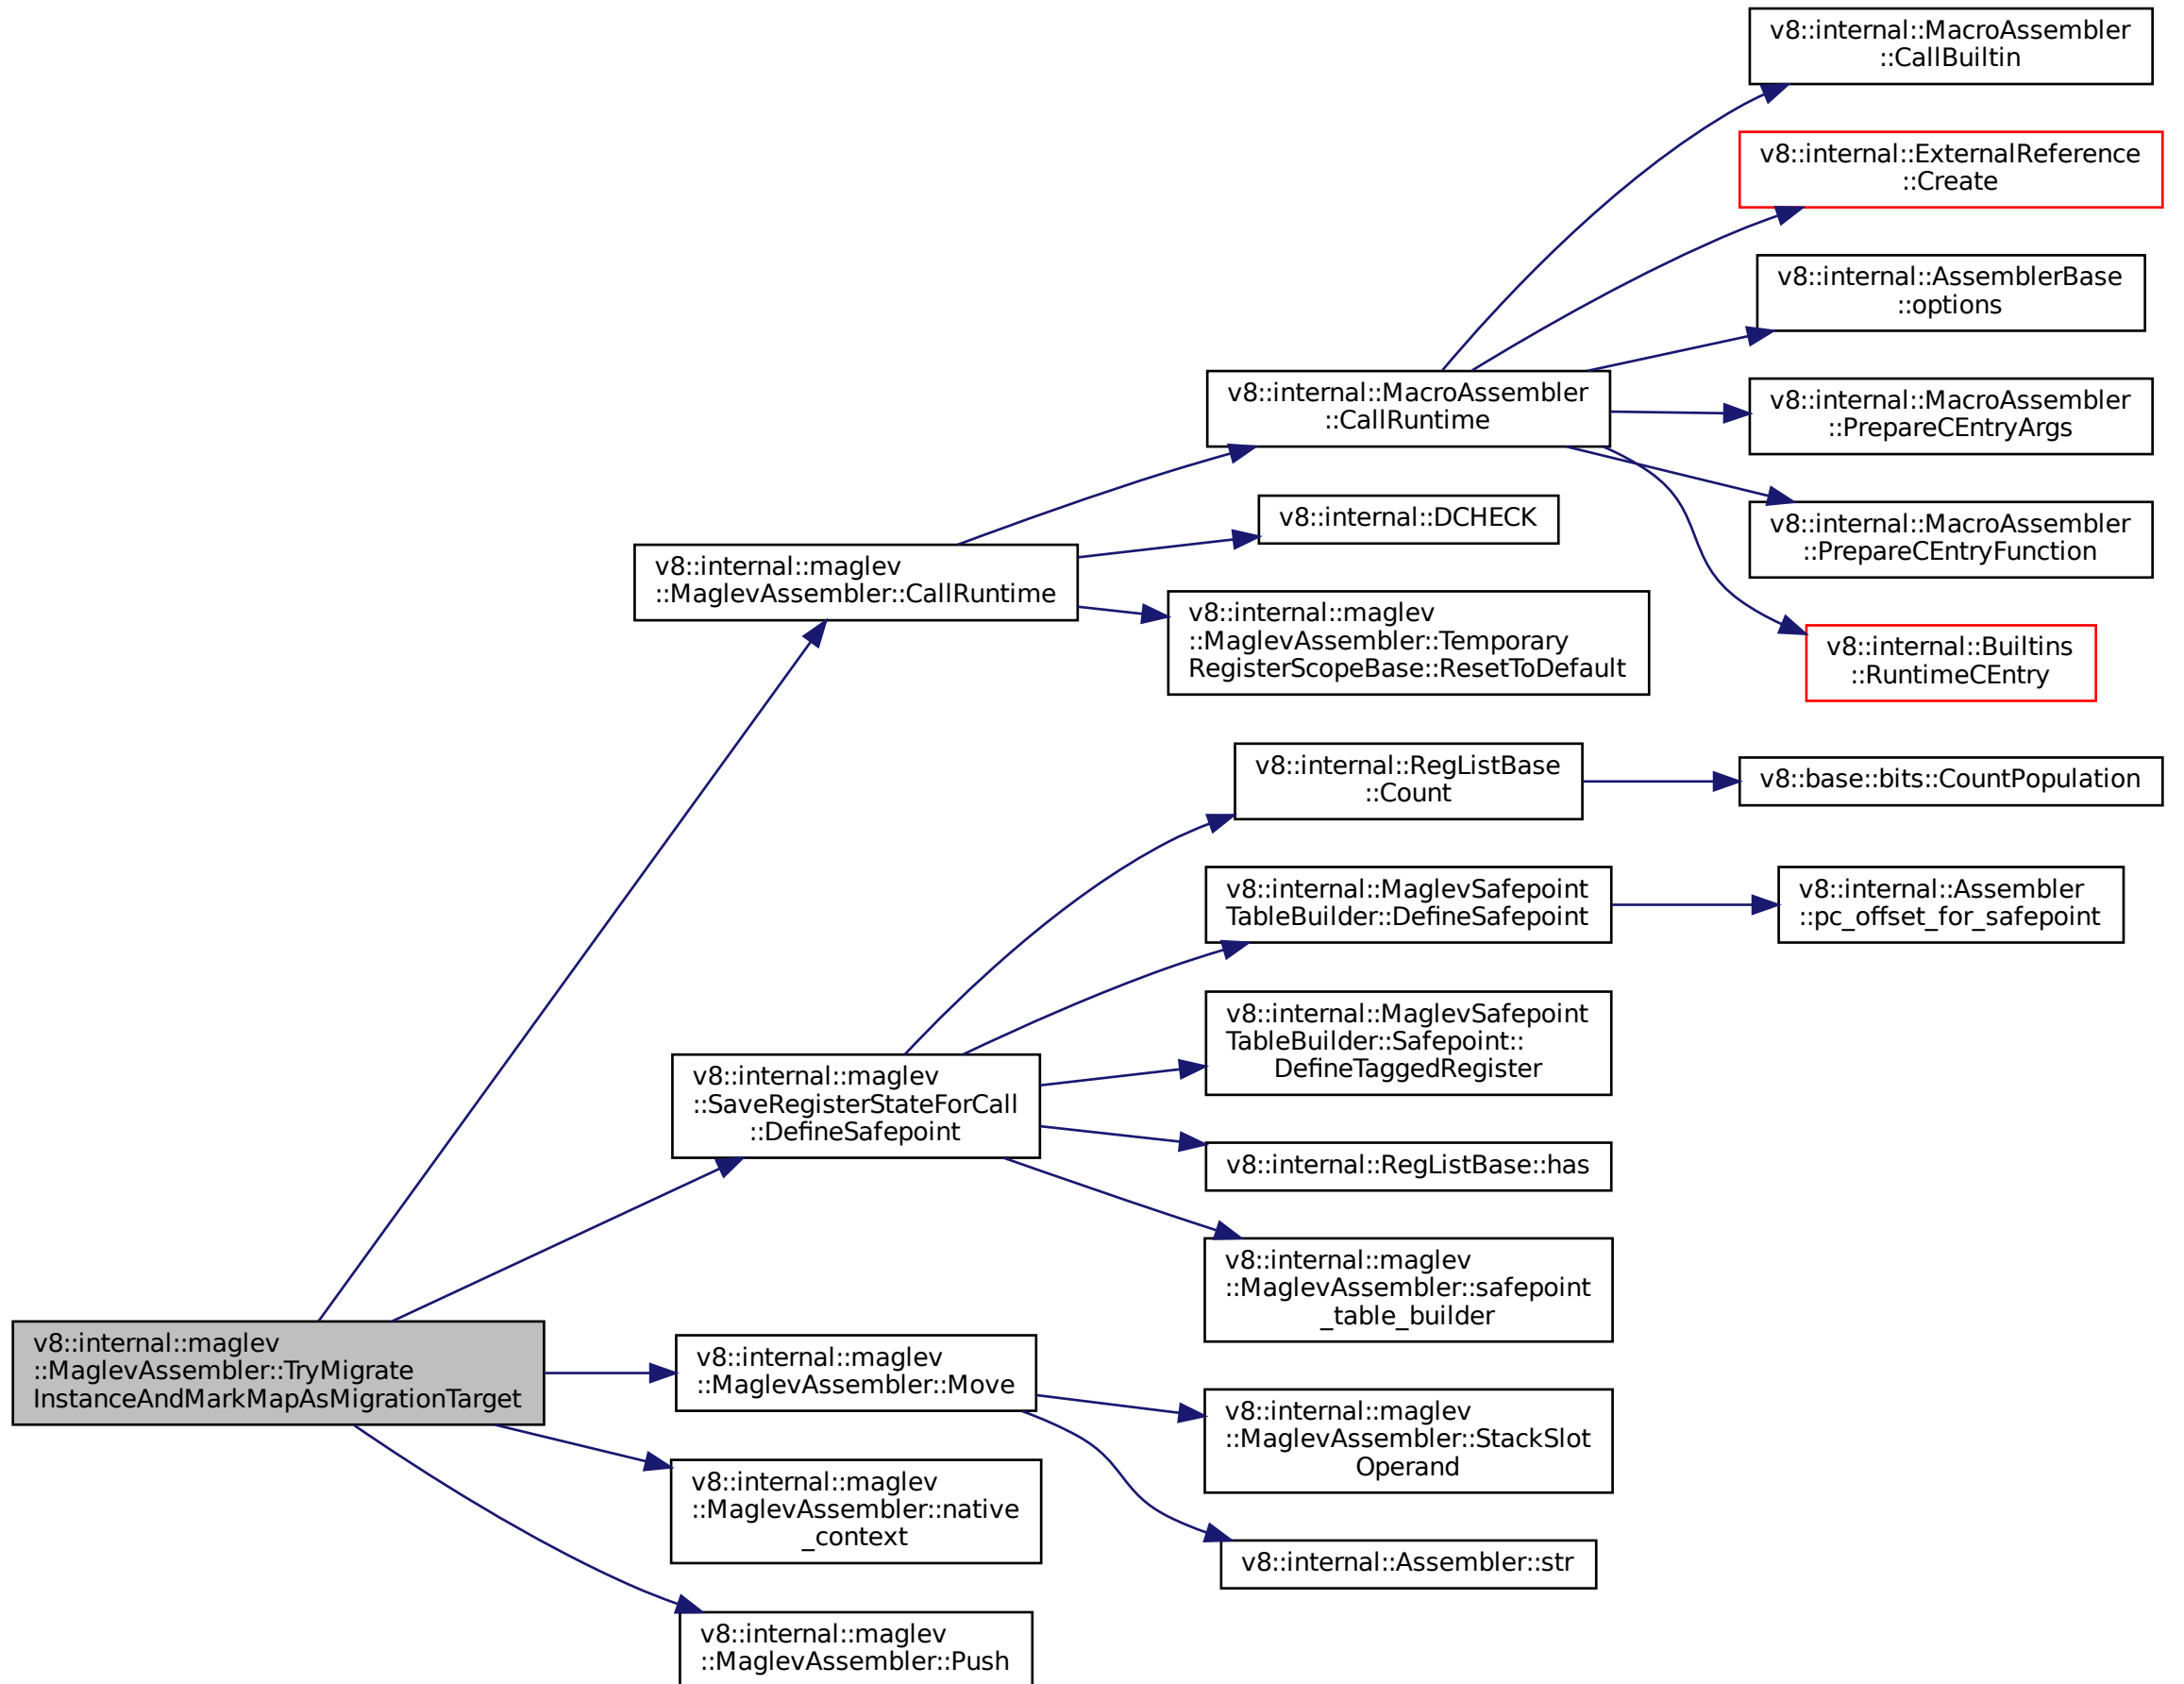 v8::internal::MacroAssembler
::CallBuiltin
v8::internal::ExternalReference
::Create
v8::internal::AssemblerBase
::options
v8::internal::MacroAssembler
::CallRuntime
v8::internal::MacroAssembler
::PrepareCEntryArgs
v8::internal::MacroAssembler
::PrepareCEntryFunction
v8::internal::DCHECK
v8::internal::maglev
::MaglevAssembler::CallRuntime
v8::internal::maglev
::MaglevAssembler::Temporary
RegisterScopeBase::ResetToDefault
v8::internal::Builtins
::RuntimeCEntry
v8::internal::RegListBase
::Count
v8::base::bits::CountPopulation
v8::internal::MaglevSafepoint
TableBuilder::DefineSafepoint
v8::internal::Assembler
::pc_offset_for_safepoint
v8::internal::MaglevSafepoint
TableBuilder::Safepoint::
DefineTaggedRegister
v8::internal::maglev
::SaveRegisterStateForCall
::DefineSafepoint
v8::internal::RegListBase::has
v8::internal::maglev
::MaglevAssembler::safepoint
_table_builder
v8::internal::maglev
::MaglevAssembler::TryMigrate
InstanceAndMarkMapAsMigrationTarget
v8::internal::maglev
::MaglevAssembler::Move
v8::internal::maglev
::MaglevAssembler::StackSlot
Operand
v8::internal::maglev
::MaglevAssembler::native
_context
v8::internal::Assembler::str
v8::internal::maglev
::MaglevAssembler::Push